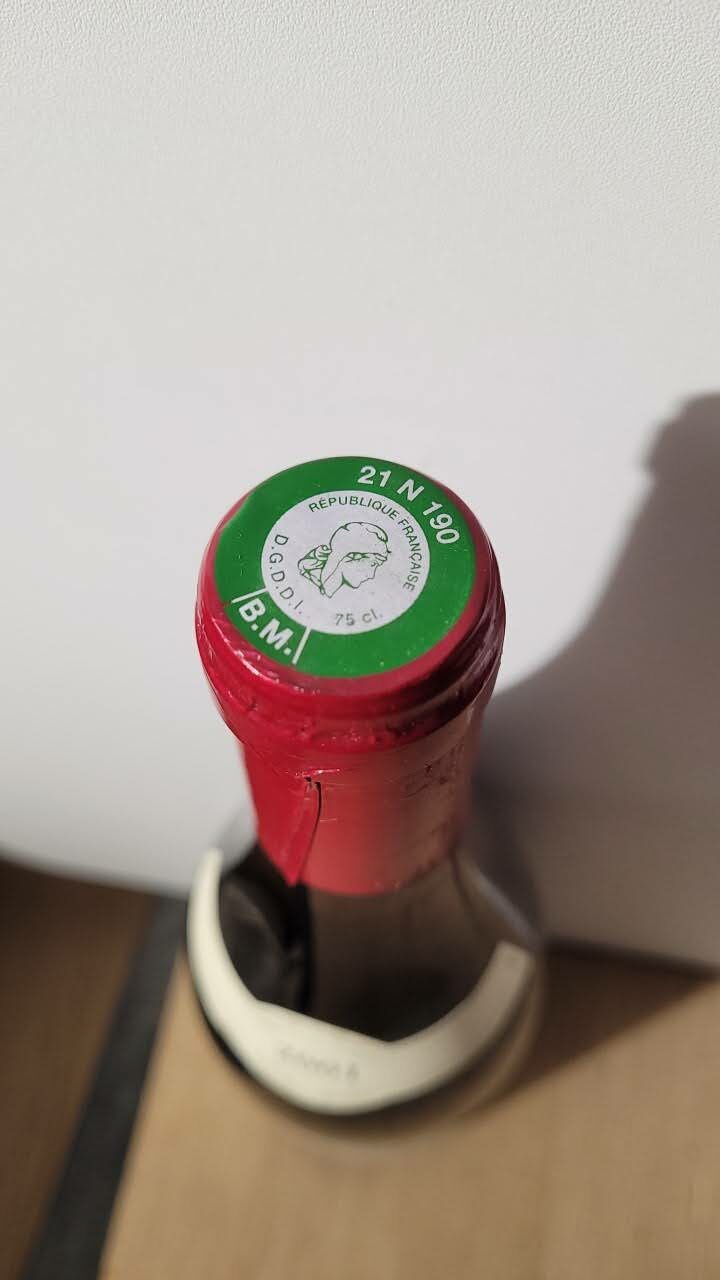 21 N 190
RÉPUBLIQUE FRANÇAISE
D.G.D.D.I.
75 cl.
B.M.